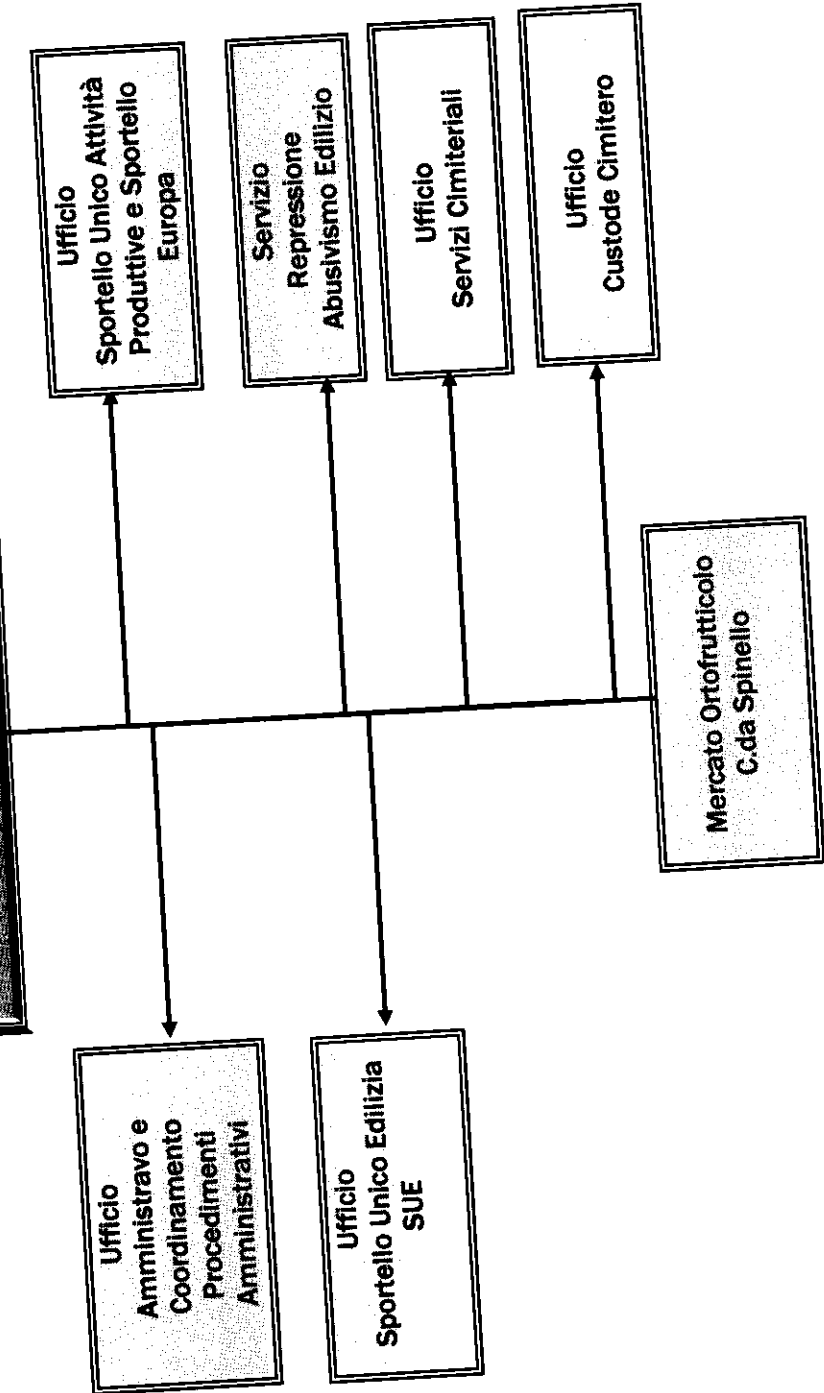 Ufficio
Sportello Unico Attività
Produttive e Sportello
Europa
Servizio
Repressione
Abusivismo Edilizio
Ufficio
Servizi Cimiteriali
Ufficio
Custode Cimitero
Ufficio
Amministravo e
Coordinamento
Procedimenti
Amministrativi
Ufficio
Sportello Unico Edilizia
SUE
Mercato Ortofrutticolo
C.da Spinello